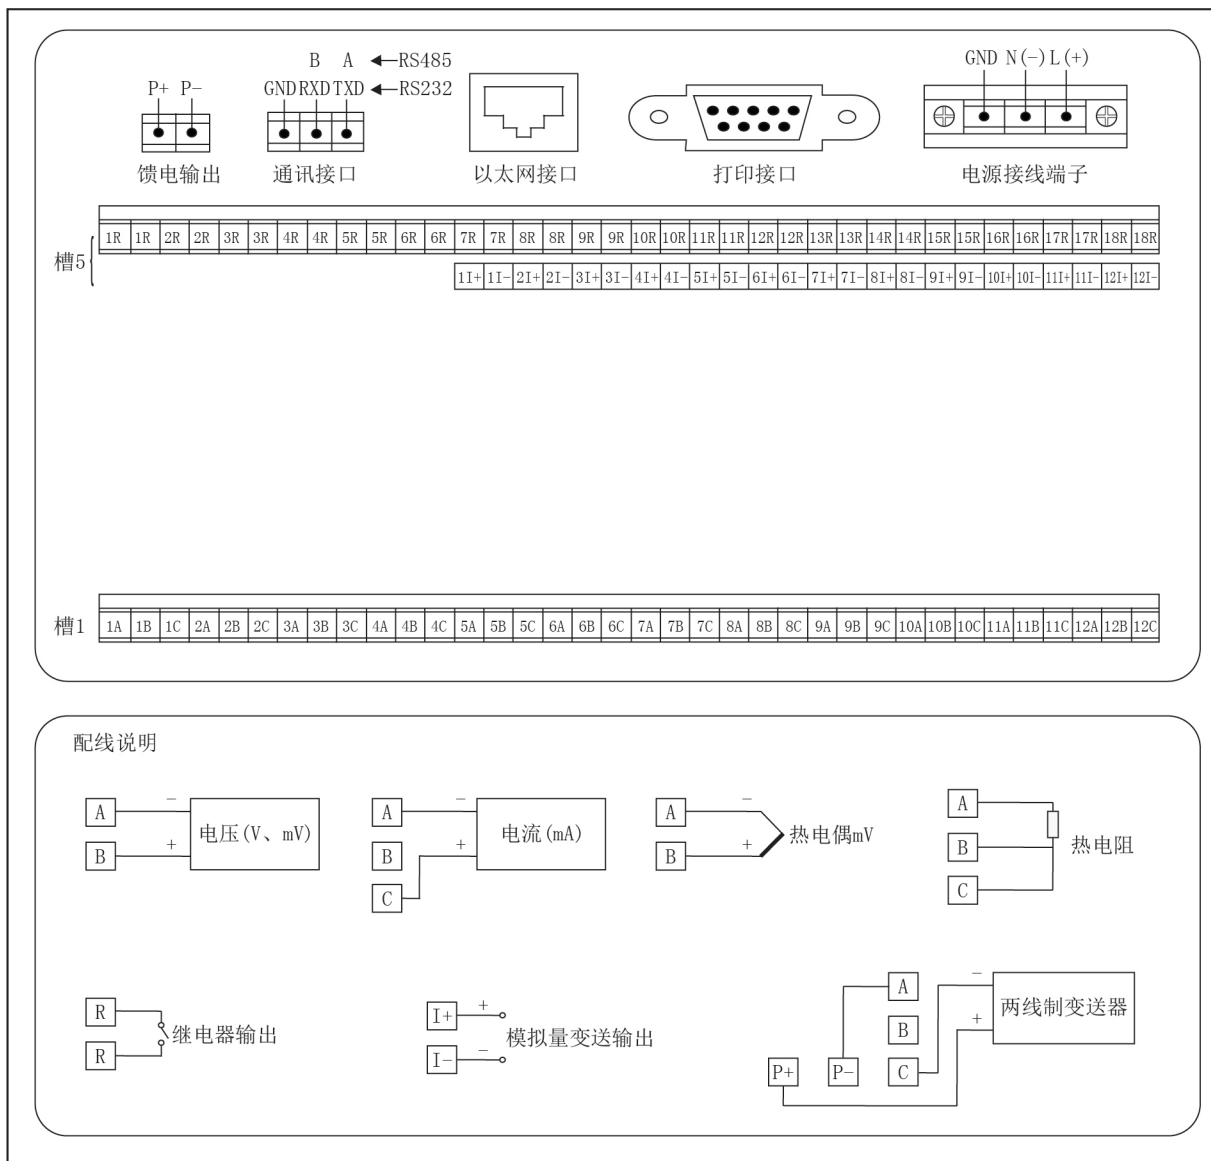 B A ←RS485
P+ P- GND RXD TXD ←RS232
GND N(-) L(+)
馈电输出 通讯接口 以太网接口 打印接口 电源接线端子
槽5
1R 1R 2R 2R 3R 3R 4R 4R 5R 5R 6R 6R 7R 7R 8R 8R 9R 9R 10R 10R 11R 11R 12R 12R 13R 13R 14R 14R 15R 15R 16R 16R 17R 17R 18R 18R
1I+ 1I- 2I+ 2I- 3I+ 3I- 4I+ 4I- 5I+ 5I- 6I+ 6I- 7I+ 7I- 8I+ 8I- 9I+ 9I- 10I+ 10I- 11I+ 11I- 12I+ 12I-
槽1 1A 1B 1C 2A 2B 2C 3A 3B 3C 4A 4B 4C 5A 5B 5C 6A 6B 6C 7A 7B 7C 8A 8B 8C 9A 9B 9C 10A 10B 10C 11A 11B 11C 12A 12B 12C
配线说明
A -
B +
电压(V、mV)
A -
B +
C
电流(mA)
A -
B +
热电偶mV
A
B
C
热电阻
R
R
继电器输出
I+ +
I- -
模拟量变送输出
A -
B +
P+ P- C
两线制变送器